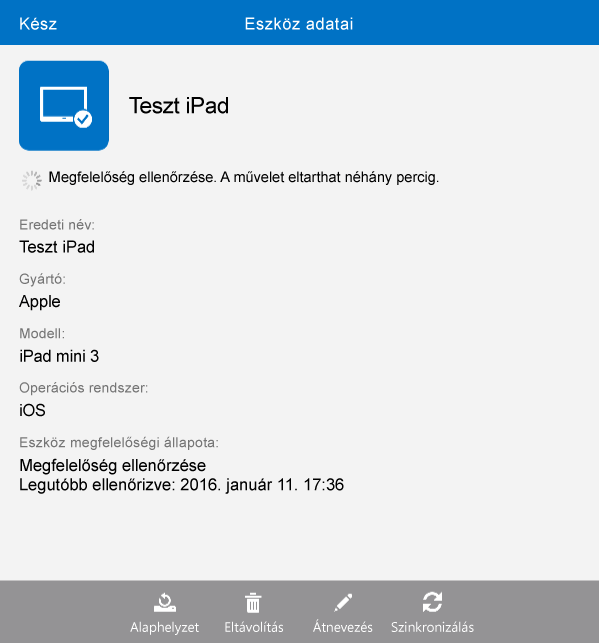 Kész
Eszköz adatai
Teszt iPad
Megfelelőség ellenőrzése. A művelet eltarthat néhány percig.
Eredeti név:
Teszt iPad
Gyártó:
Apple
Modell:
iPad mini 3
Operációs rendszer:
iOS
Eszköz megfelelőségi állapota:
Megfelelőség ellenőrzése
Legutóbb ellenőrizve: 2016. január 11. 17:36
Alaphelyzet
Eltávolítás
Átnevezés
Szinkronizálás